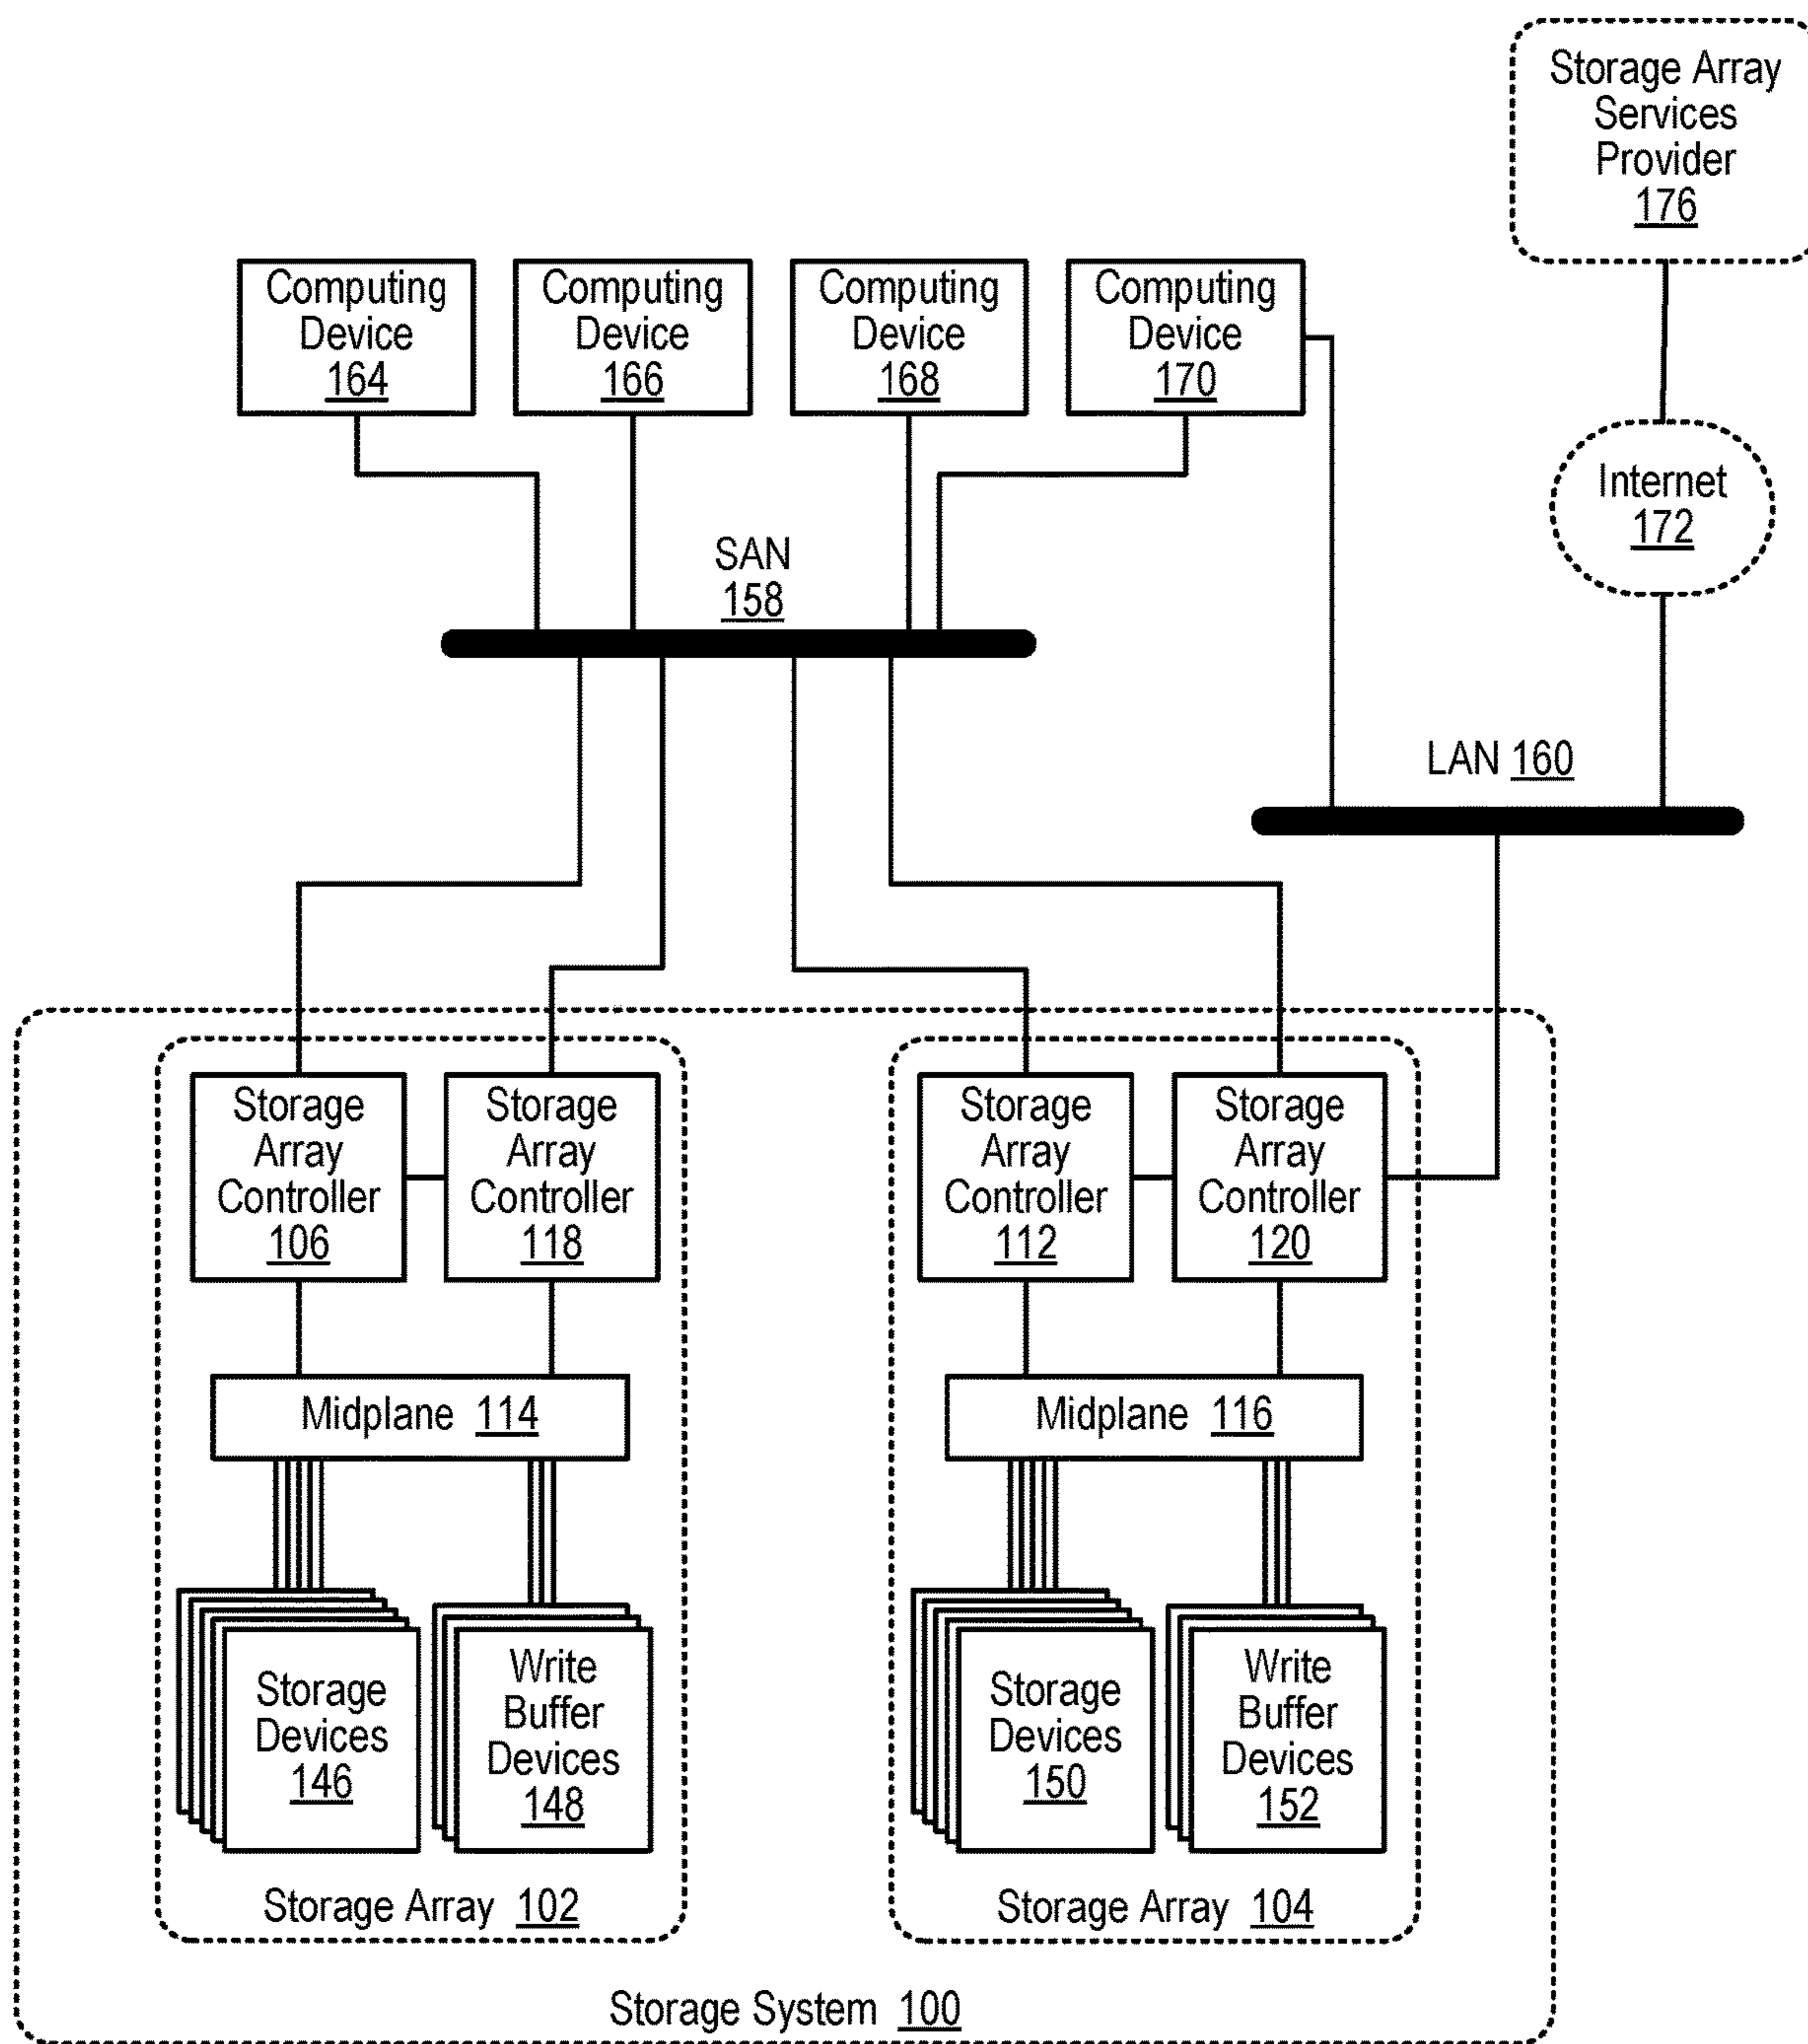 Storage Array
Services
Provider
176
Computing
Device
164
Computing
Device
166
Computing
Device
168
Computing
Device
170
Internet
172
SAN
158
LAN 160
Storage
Array
Controller
106
Storage
Array
Controller
118
Storage
Array
Controller
112
Storage
Array
Controller
120
Midplane 114
Midplane 116
Storage
Devices
146
Write
Buffer
Devices
148
Storage
Devices
150
Write
Buffer
Devices
152
Storage Array 102
Storage Array 104
Storage System 100